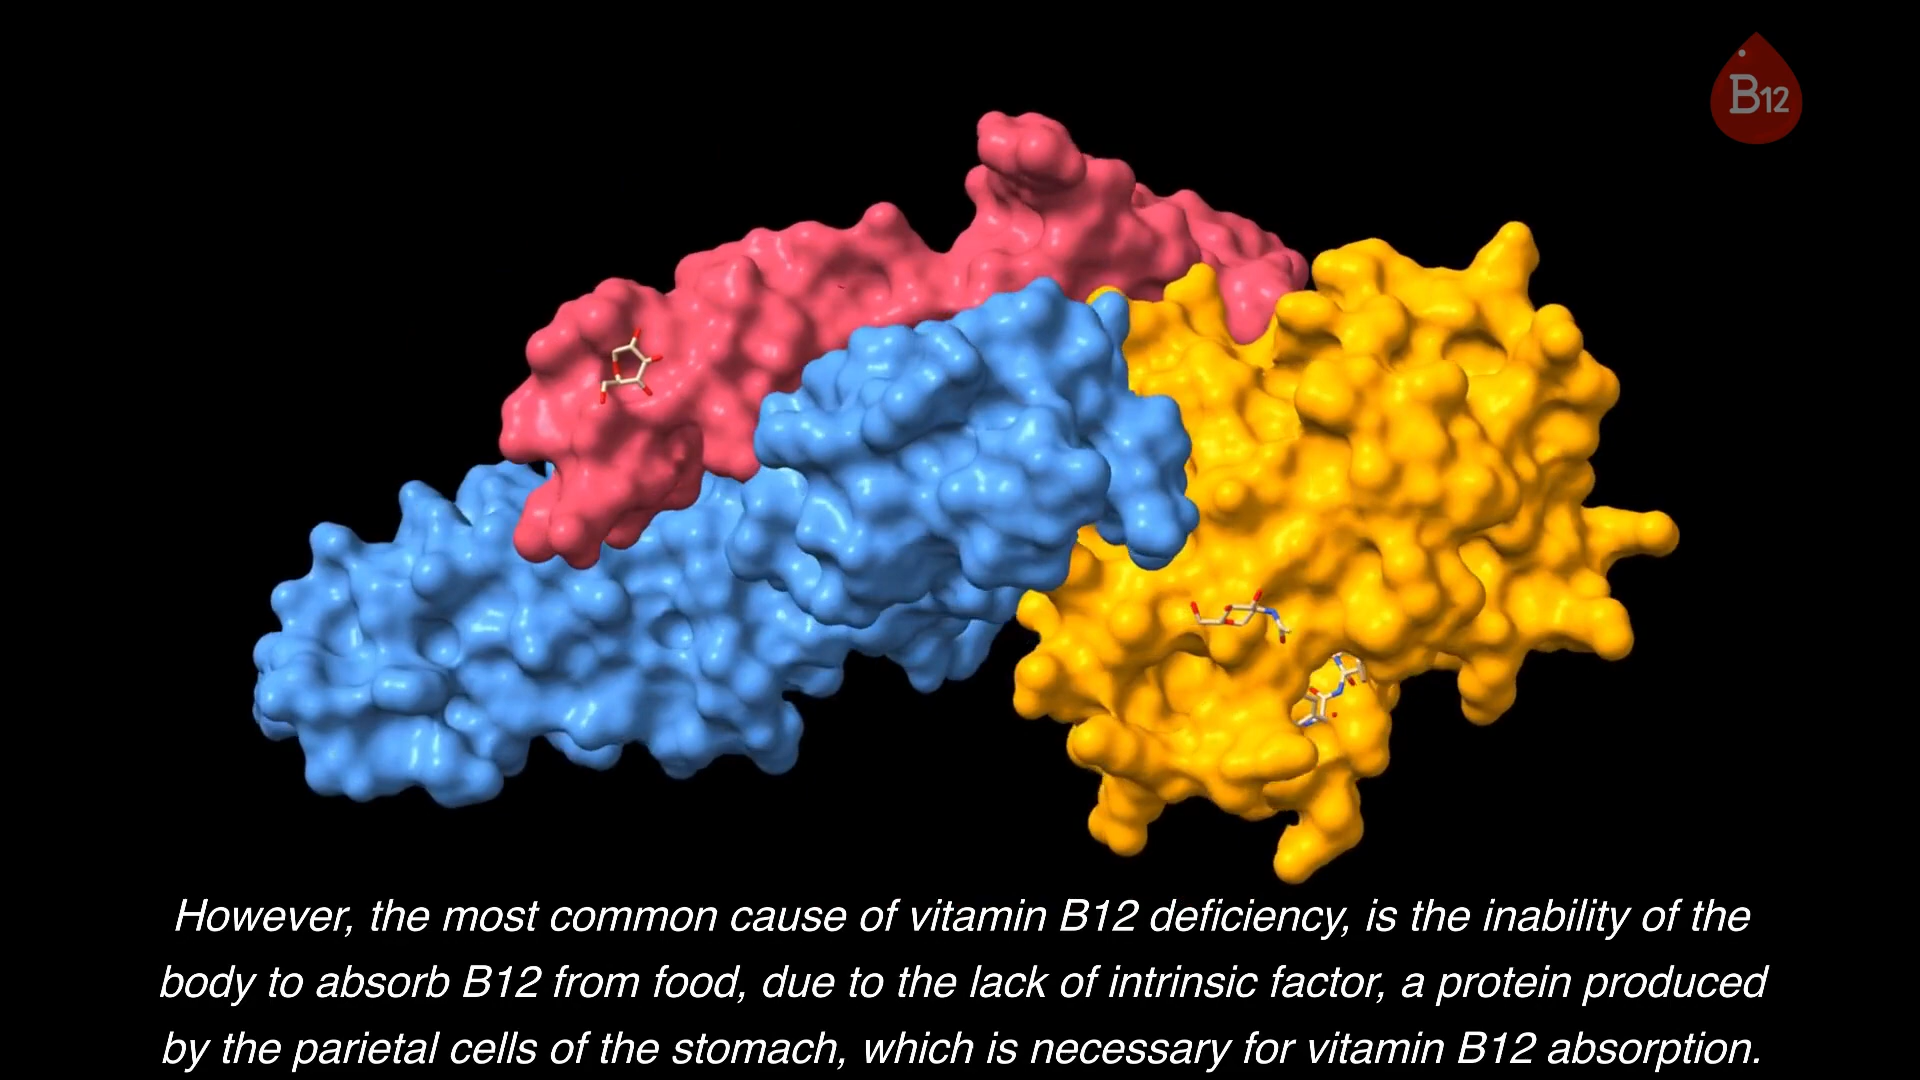 B12
However, the most common cause of vitamin B12 deficiency, is the inability of the
body to absorb B12 from food, due to the lack of intrinsic factor, a protein produced
by the parietal cells of the stomach, which is necessary for vitamin B12 absorption.